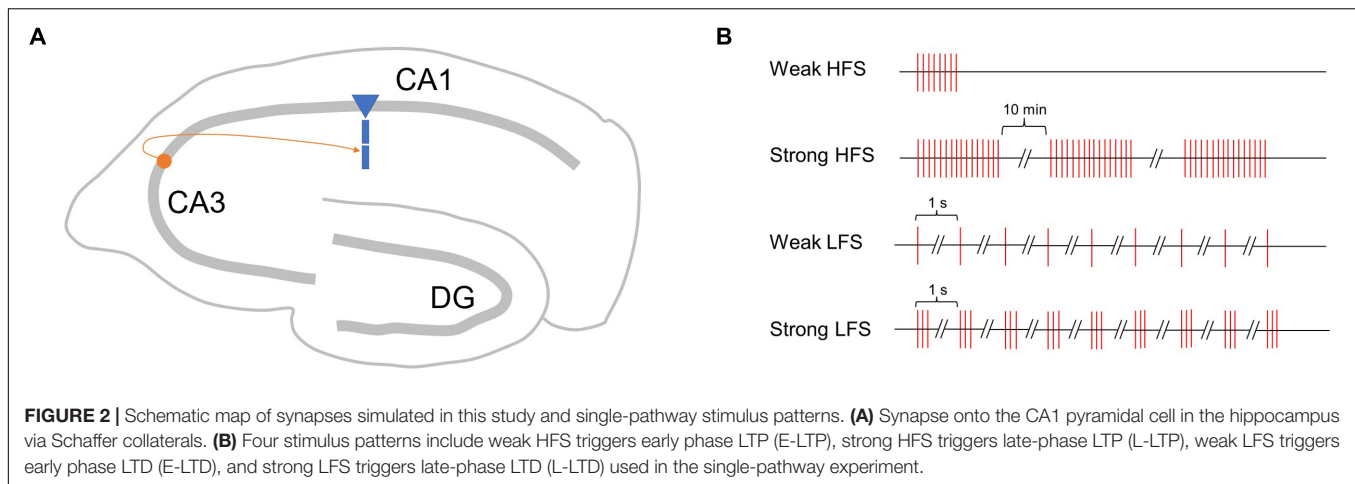 A
CA1
CA3
DG
B
Weak HFS
10 min
Strong HFS
1 s
Weak LFS
1 s
Strong LFS
FIGURE 2 | Schematic map of synapses simulated in this study and single-pathway stimulus patterns. (A) Synapse onto the CA1 pyramidal cell in the hippocampus
via Schaffer collaterals. (B) Four stimulus patterns include weak HFS triggers early phase LTP (E-LTP), strong HFS triggers late-phase LTP (L-LTP), weak LFS triggers
early phase LTD (E-LTD), and strong LFS triggers late-phase LTD (L-LTD) used in the single-pathway experiment.